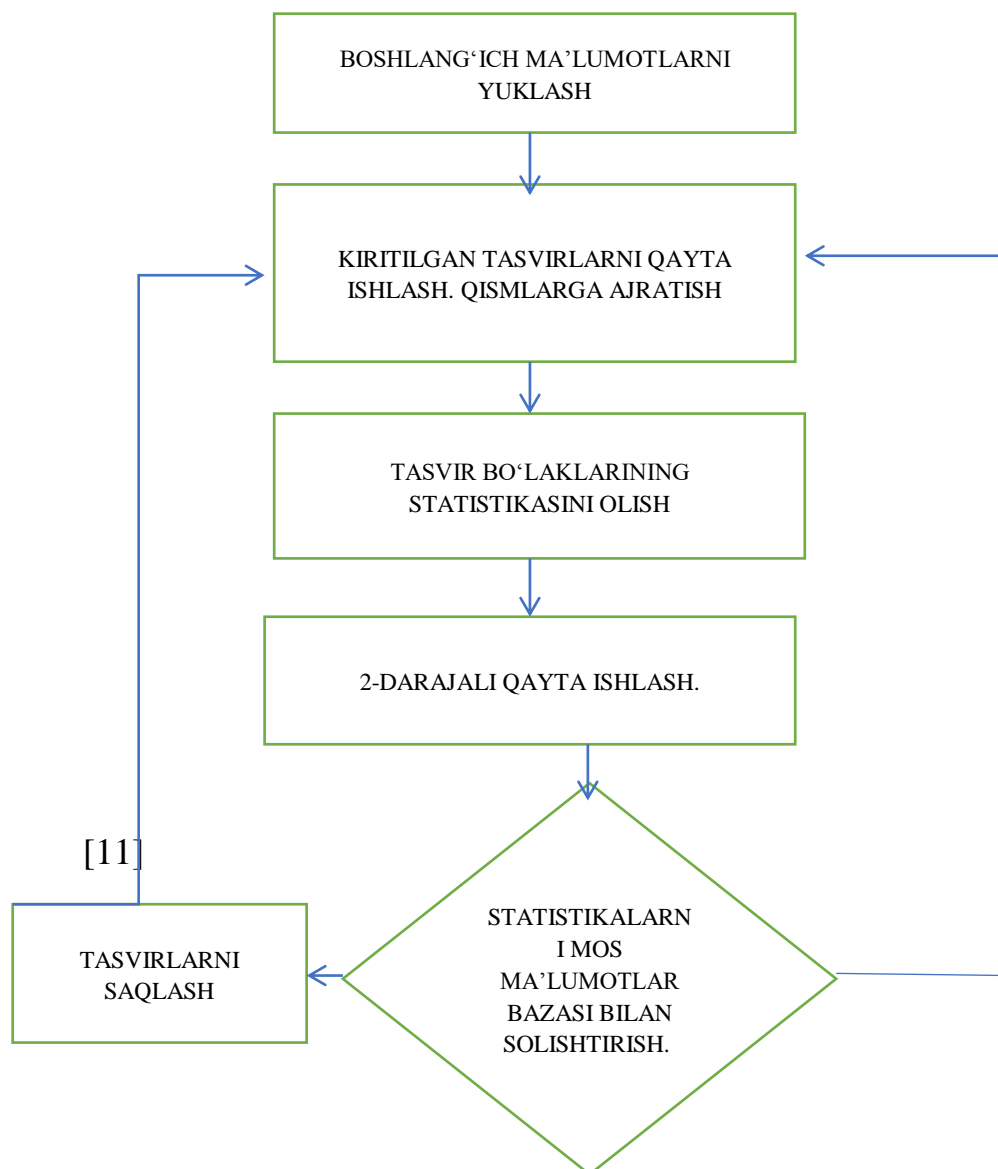 BOSHLANG‘ICH MA’LUMOTLARNI
YUKLASH
KIRITILGAN TASVIRLARNI QAYTA
ISHLASH. QISMLARGA AJRATISH
TASVIR BO‘LAKLARINING
STATISTIKASINI OLISH
2-DARAJALI QAYTA ISHLASH.
[11]
TASVIRLARNI
SAQLASH
STATISTIKALARN
I MOS
MA’LUMOTLAR
BAZASI BILAN
SOLISHTIRISH.